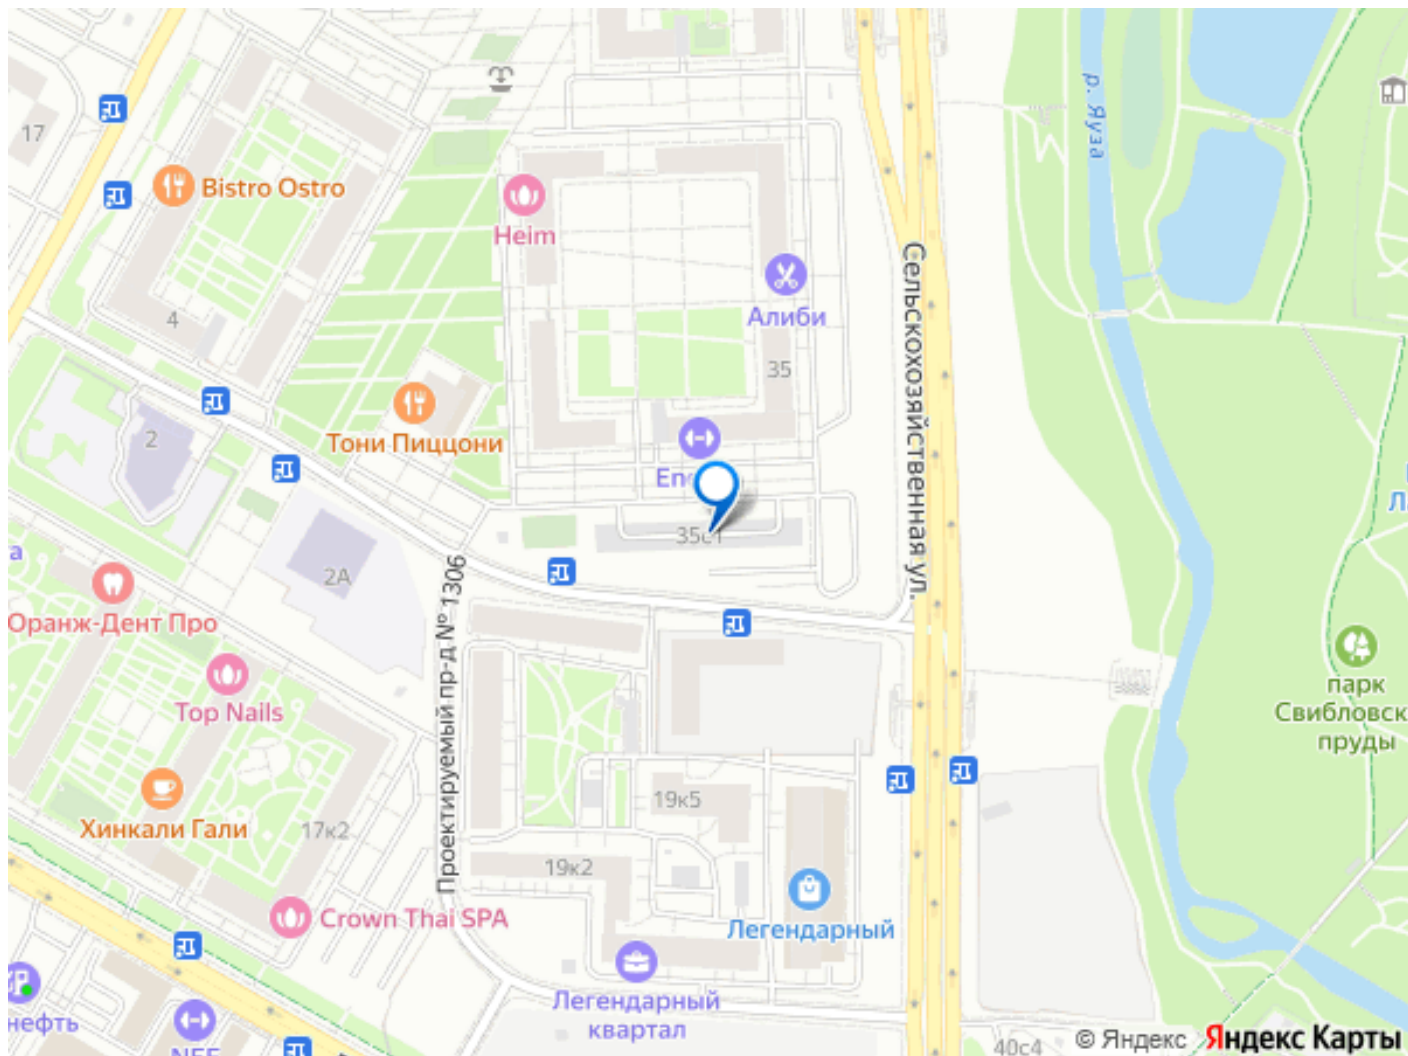 р. Яуза
17
Bistro Ostro
Heim
Сельскохозяйственная ул.
4
Алиби
35
Тони Пиццони
2
35с1
2А
Проектируемый пр-д № 1306
Оранж-Дент Про
Top Nails
парк
Свибловск
пруды
19к5
Хинкали Гали
17к2
19к2
Crown Thai SPA
Легендарный
Легендарный
квартал
нефть
40с4
© Яндекс Яндекс Карты